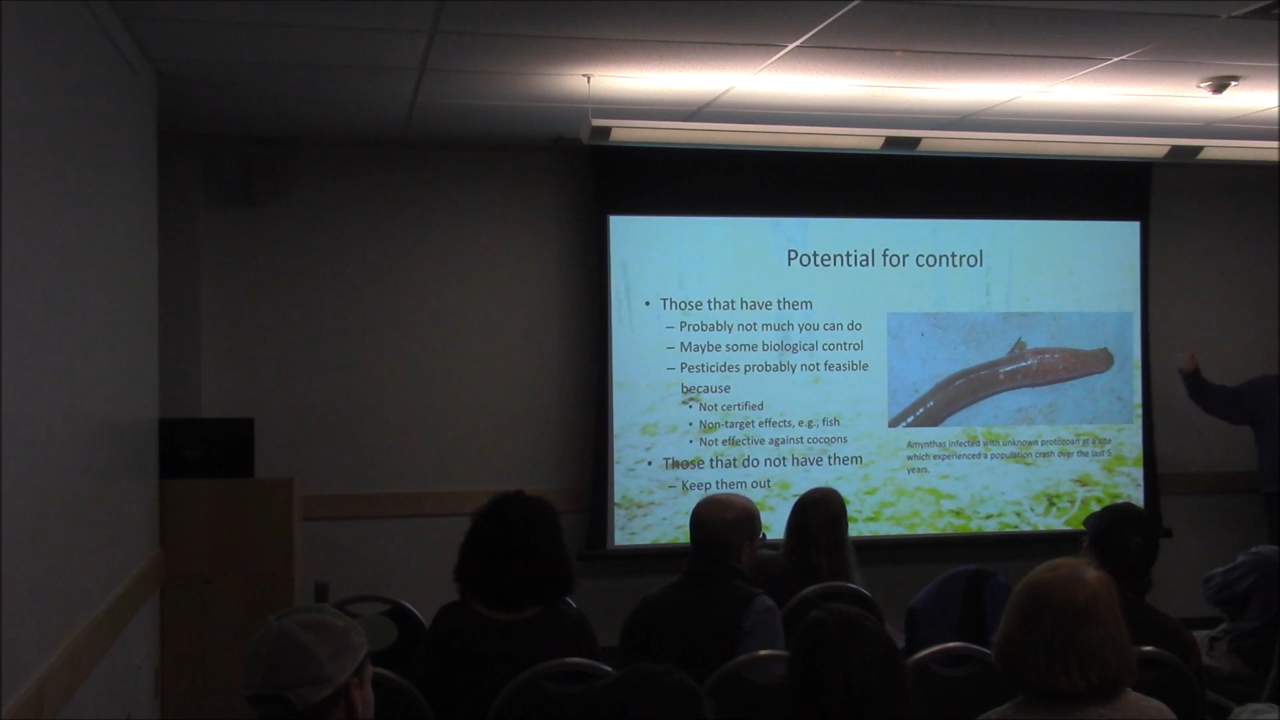 Potential for control
• Those that have them
– Probably not much you can do
– Maybe some biological control
– Pesticides probably not feasible
because
• Not certified
• Non-target effects, e.g., fish
• Not effective against cocoons
• Those that do not have them
– Keep them out
Amynthas infected with unknown protozoan at a site
which experienced a population crash over the last 5
years.